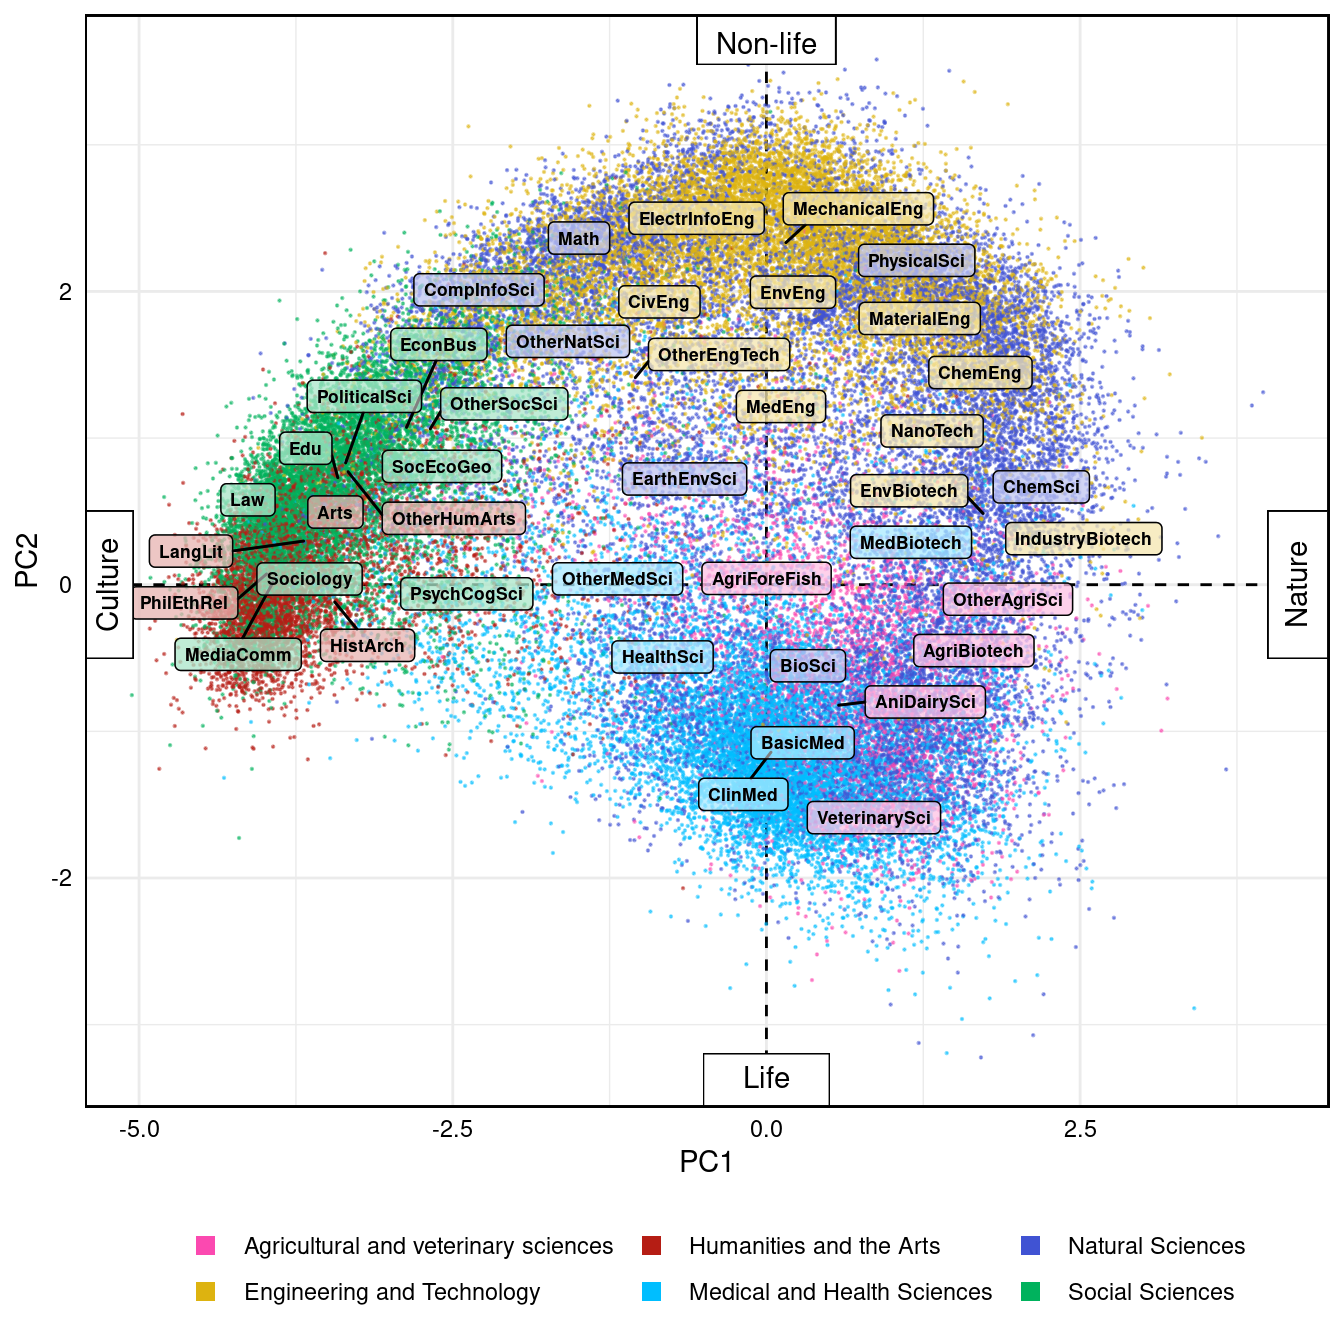 Non-life
MechanicalEng
ElectrInfoEng
Math
PhysicalSci
CompInfoSci
EnvEng
2
CivEng
MaterialEng
OtherNatSci
EconBus
OtherEngTech
ChemEng
PoliticalSci
OtherSocSci
MedEng
NanoTech
Edu
SocEcoGeo
EarthEnvSci
ChemSci
EnvBiotech
Law
Arts
OtherHumArts
IndustryBiotech
MedBiotech
LangLit
PC2
Culture
Nature
0
Sociology
OtherMedSci
AgriForeFish
PsychCogSci
OtherAgriSci
PhilEthRel
HistArch
MediaComm
HealthSci
AgriBiotech
BioSci
AniDairySci
BasicMed
ClinMed
VeterinarySci
-2
Life
-5.0
-2.5
0.0
2.5
PC1
Agricultural and veterinary sciences
Humanities and the Arts
Natural Sciences
Engineering and Technology
Medical and Health Sciences
Social Sciences